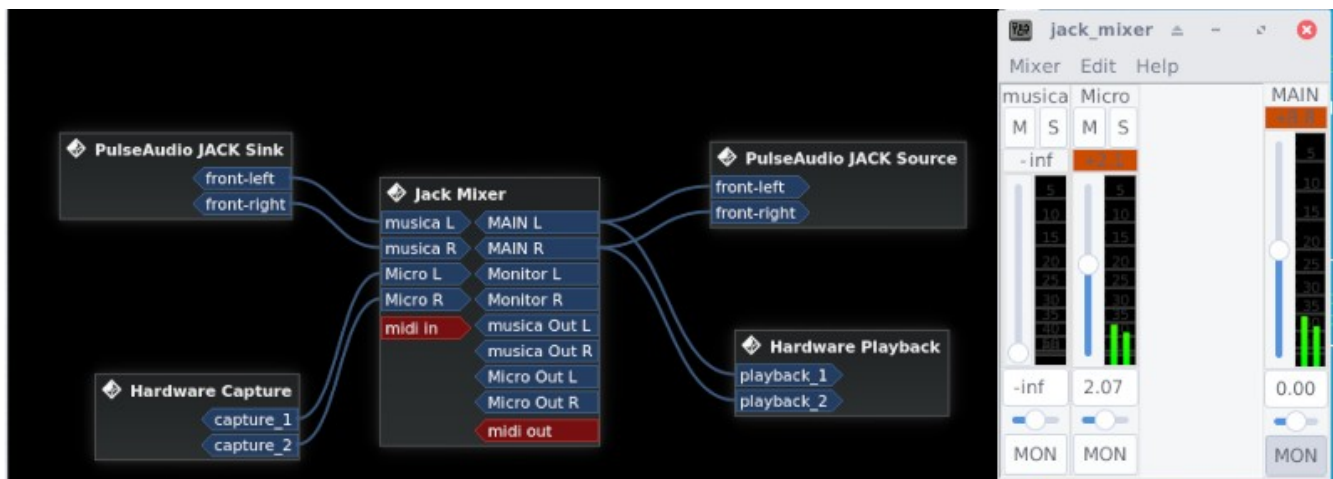 PulseAudio JACK Sink
front-left
front-right
Jack Mixer
musica L MAIN L
musica R MAIN R
Micro L Monitor L
Micro R Monitor R
midi in musica Out L
musica Out R
Micro Out L
Micro Out R
midi out
Hardware Capture
capture_1
capture_2
PulseAudio JACK Source
front-left
front-right
Hardware Playback
playback_1
playback_2
jack_mixer
Mixer Edit Help
musica Micro MAIN
M S M S
-inf
5 5 5
10 10 10
15 15 15
20 20 20
25 25 25
30 30 30
35 35 35
40 40
-inf 2.07 0.00
MON MON MON